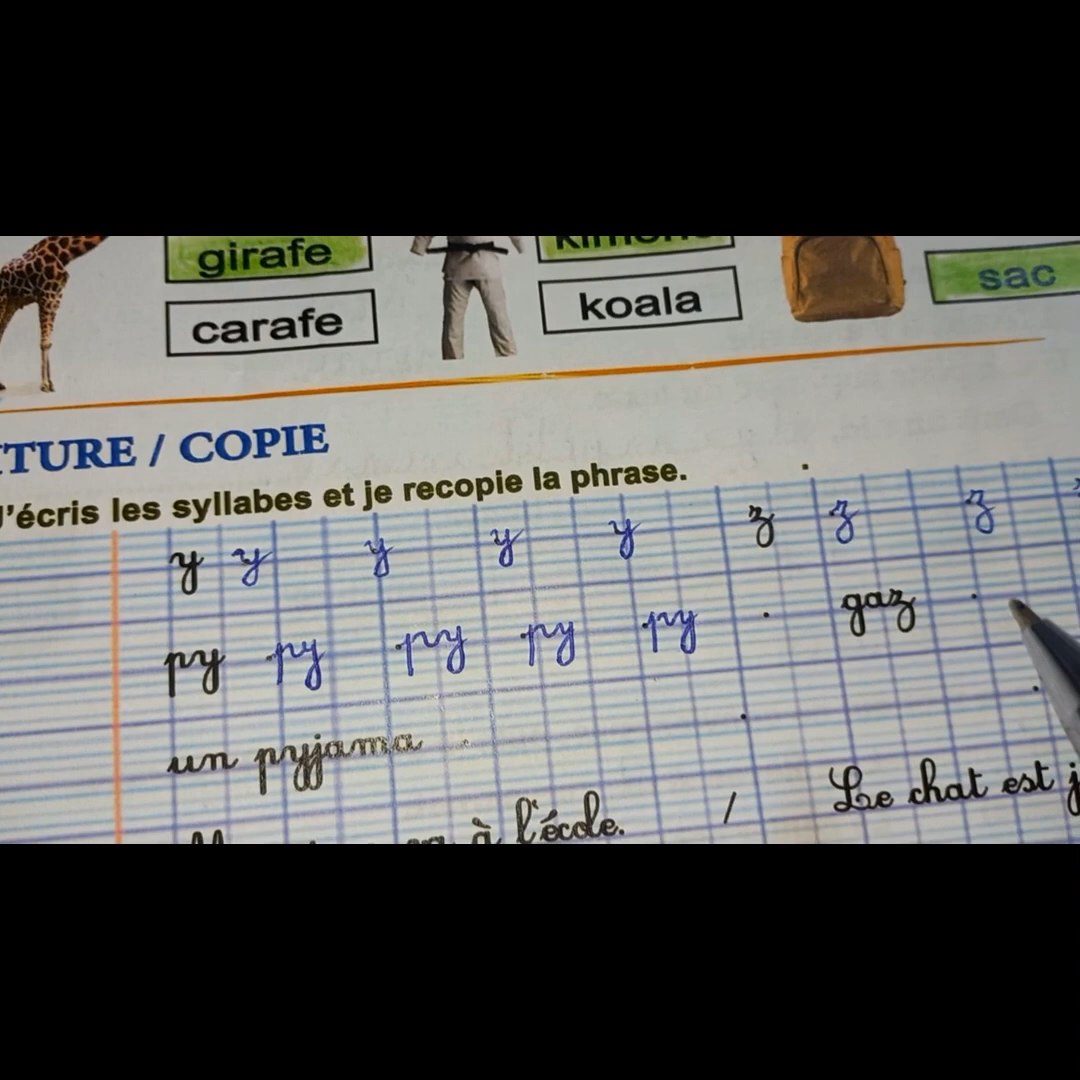 girafe
sac
carafe
koala
TURE / COPIE
J'écris les syllabes et je recopie la phrase.
y y y y y z z z
py py py py py . gaz .
un pyjama . . .
à l'école. / Le chat est j